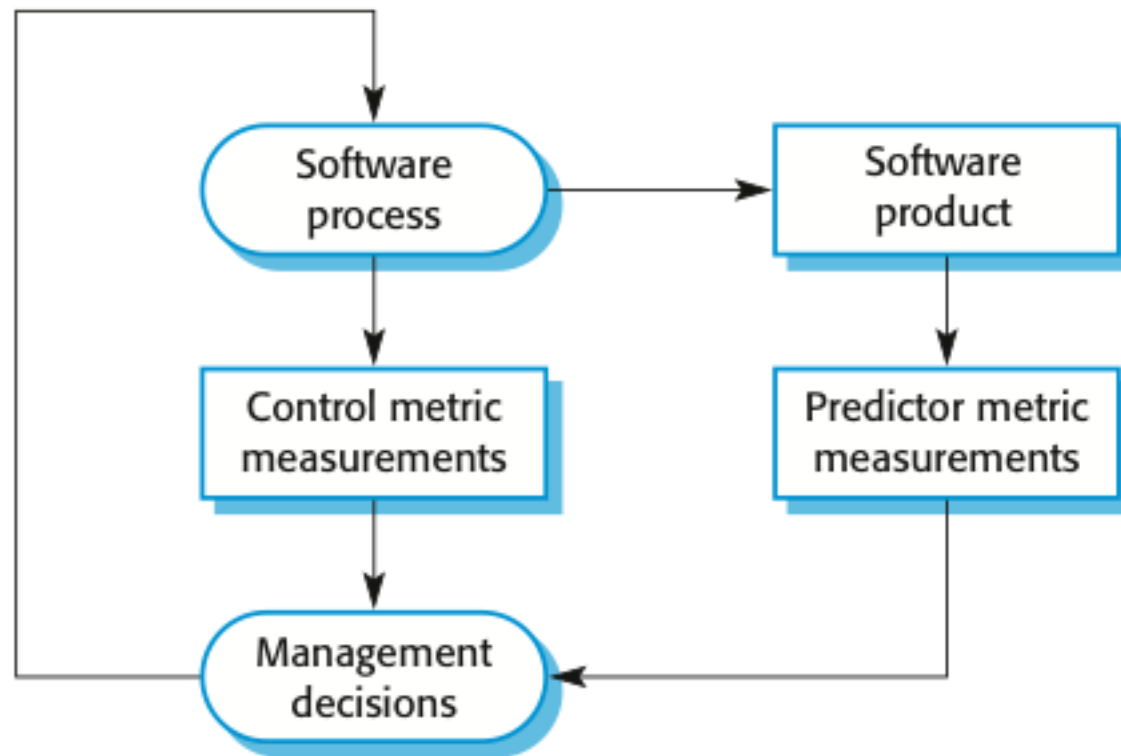 Software
process
Software
product
Control metric
measurements
Predictor metric
measurements
Management
decisions